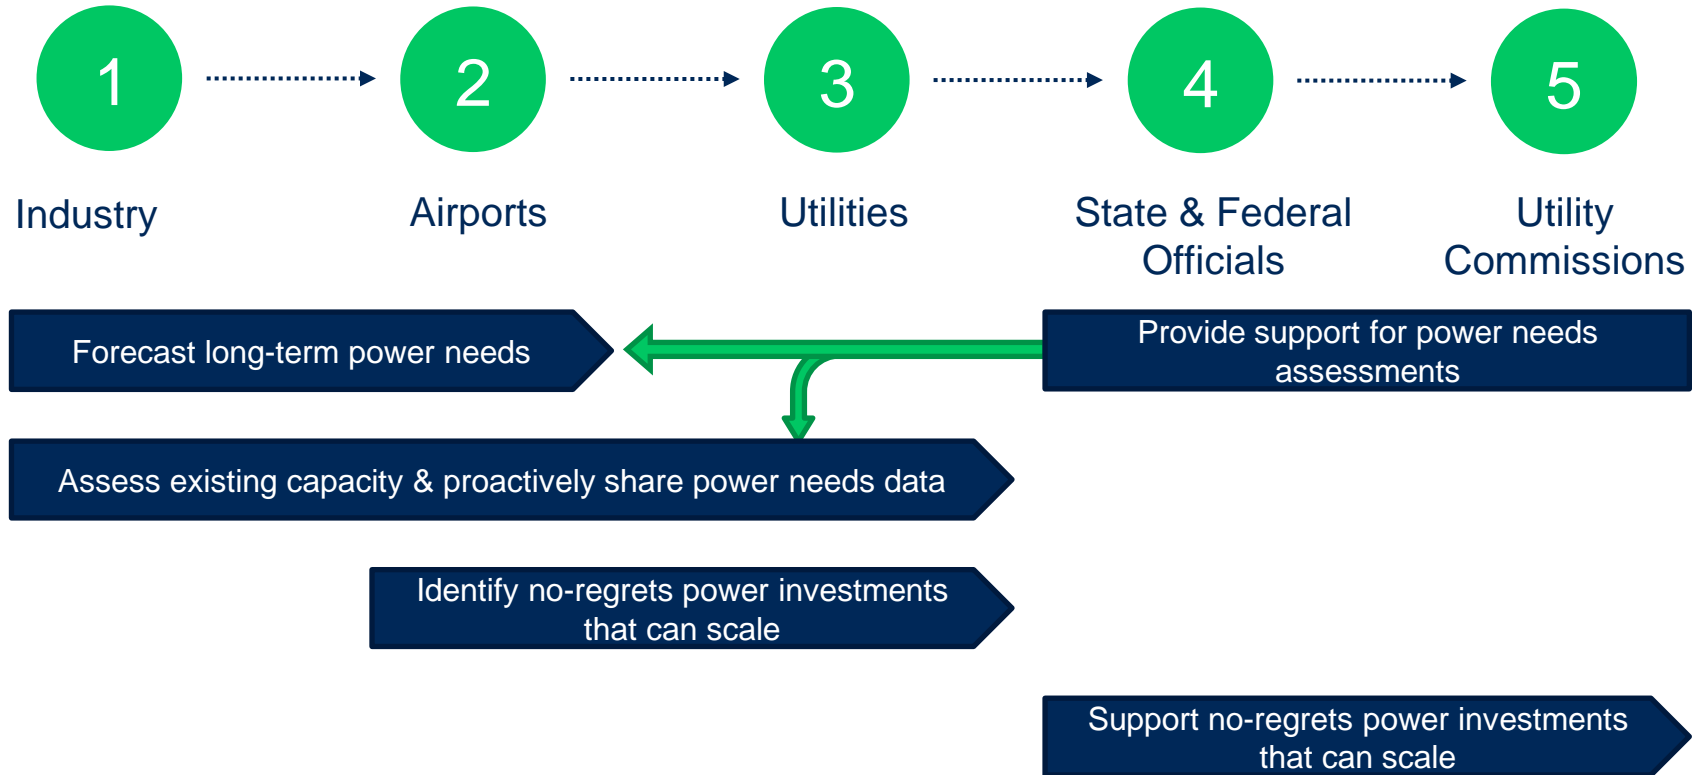 1
2
3
4
5
Industry
Airports
Utilities
State & Federal
Officials
Utility
Commissions
Forecast long-term power needs
Provide support for power needs
assessments
Assess existing capacity & proactively share power needs data
Identify no-regrets power investments
that can scale
Support no-regrets power investments
that can scale